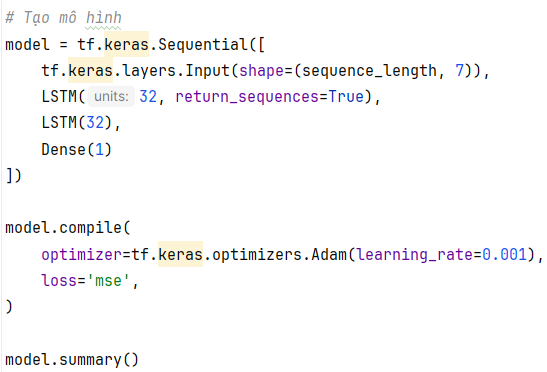 # Tạo mô hình
model = tf.keras.Sequential([
    tf.keras.layers.Input(shape=(sequence_length, 7)),
    LSTM( units: 32, return_sequences=True),
    LSTM(32),
    Dense(1)
])
model.compile(
    optimizer=tf.keras.optimizers.Adam(learning_rate=0.001),
    loss='mse',
)
model.summary()